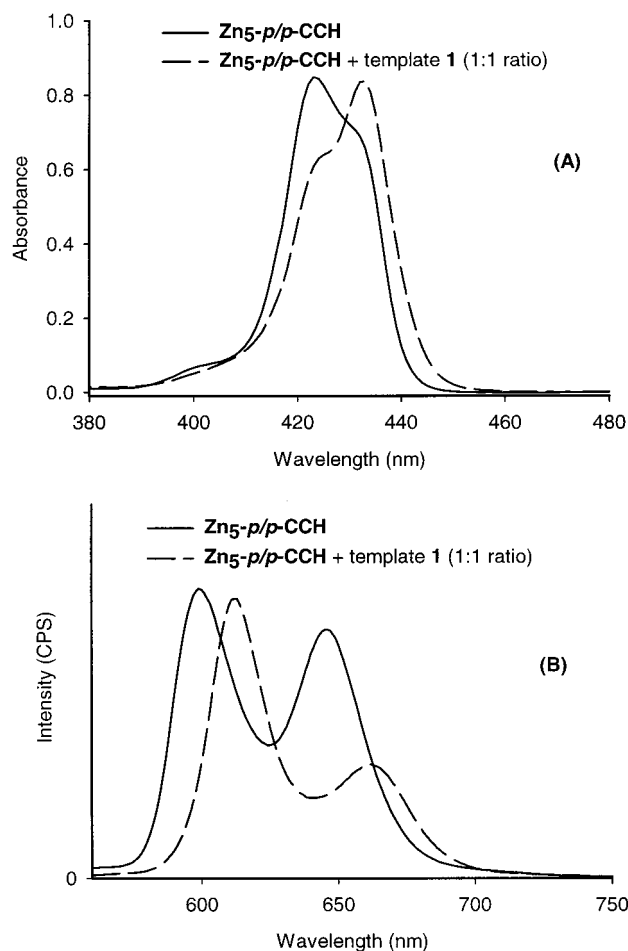 Zn5-p/p-CCH
Zn5-p/p-CCH + template 1 (1:1 ratio)
1.0
0.8
0.6
0.4
0.2
0.0
Absorbance
(A)
380 400 420 440 460 480
Wavelength (nm)
Zn5-p/p-CCH
Zn5-p/p-CCH + template 1 (1:1 ratio)
Intensity (CPS)
(B)
0
600 650 700 750
Wavelength (nm)